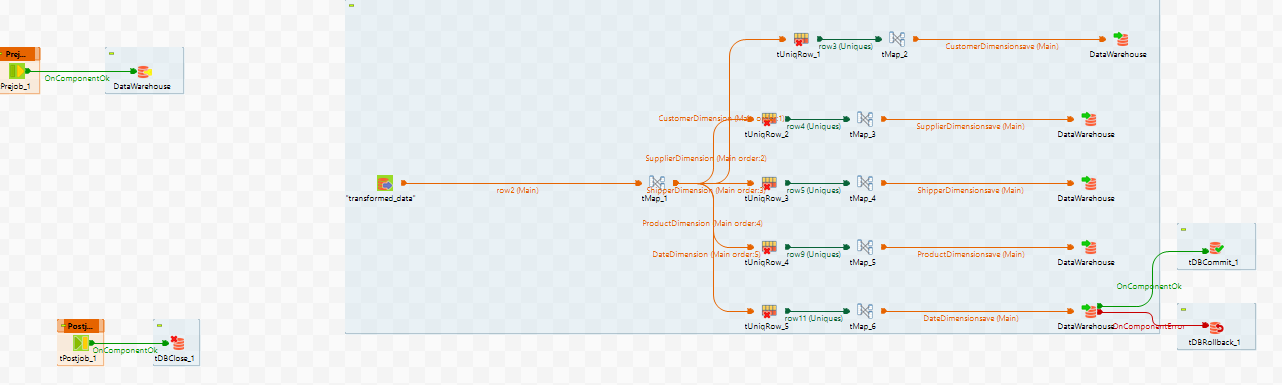 Prej...
Prejob_1
OnComponentOk
DataWarehouse
"transformed_data"
row2 (Main)
tMap_1
CustomerDimension (Main order:1)
SupplierDimension (Main order:2)
ShipperDimension (Main order:3)
ProductDimension (Main order:4)
DateDimension (Main order:5)
tUniqRow_1
row3 (Uniques)
tMap_2
CustomerDimensionsave (Main)
DataWarehouse
tUniqRow_2
row4 (Uniques)
tMap_3
SupplierDimensionsave (Main)
DataWarehouse
tUniqRow_3
row5 (Uniques)
tMap_4
ShipperDimensionsave (Main)
DataWarehouse
tUniqRow_4
row9 (Uniques)
tMap_5
ProductDimensionsave (Main)
DataWarehouse
tUniqRow_5
row11 (Uniques)
tMap_6
DateDimensionsave (Main)
DataWarehouse
OnComponentOk
tDBCommit_1
OnComponentError
tDBRollback_1
Postj...
tPostjob_1
OnComponentOk
tDBClose_1